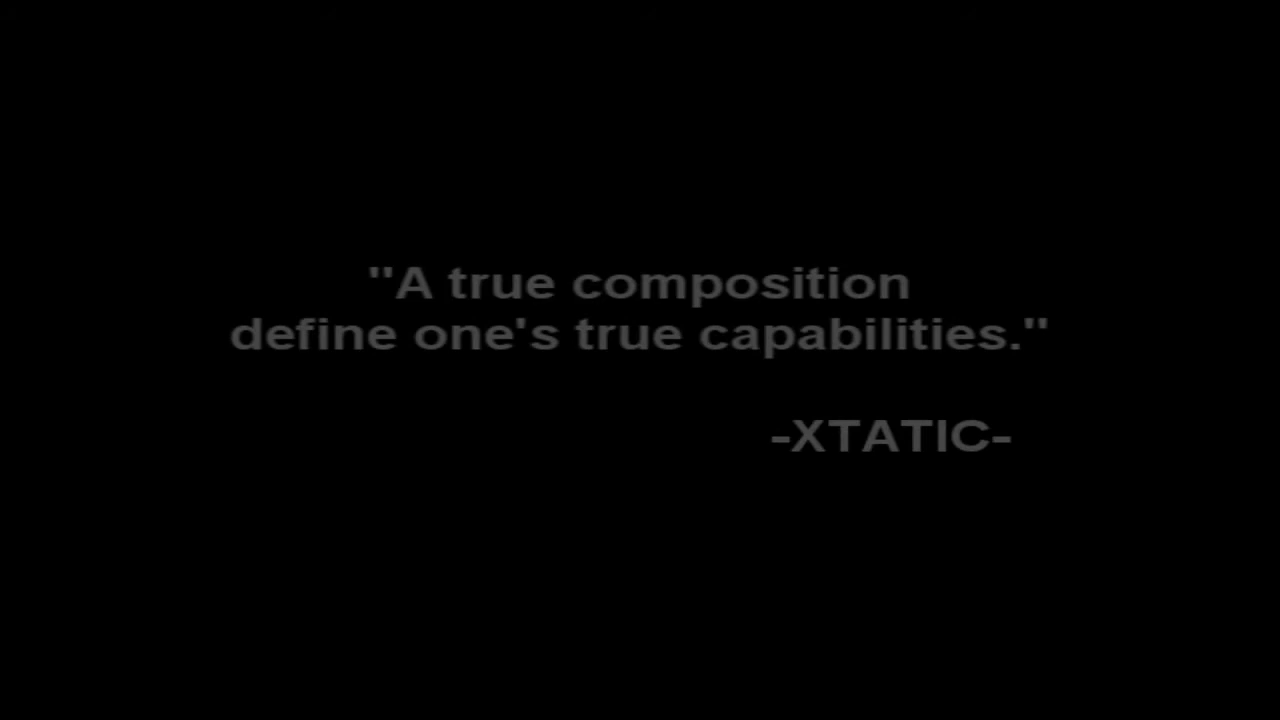 "A true composition
define one's true capabilities."
-XTATIC-